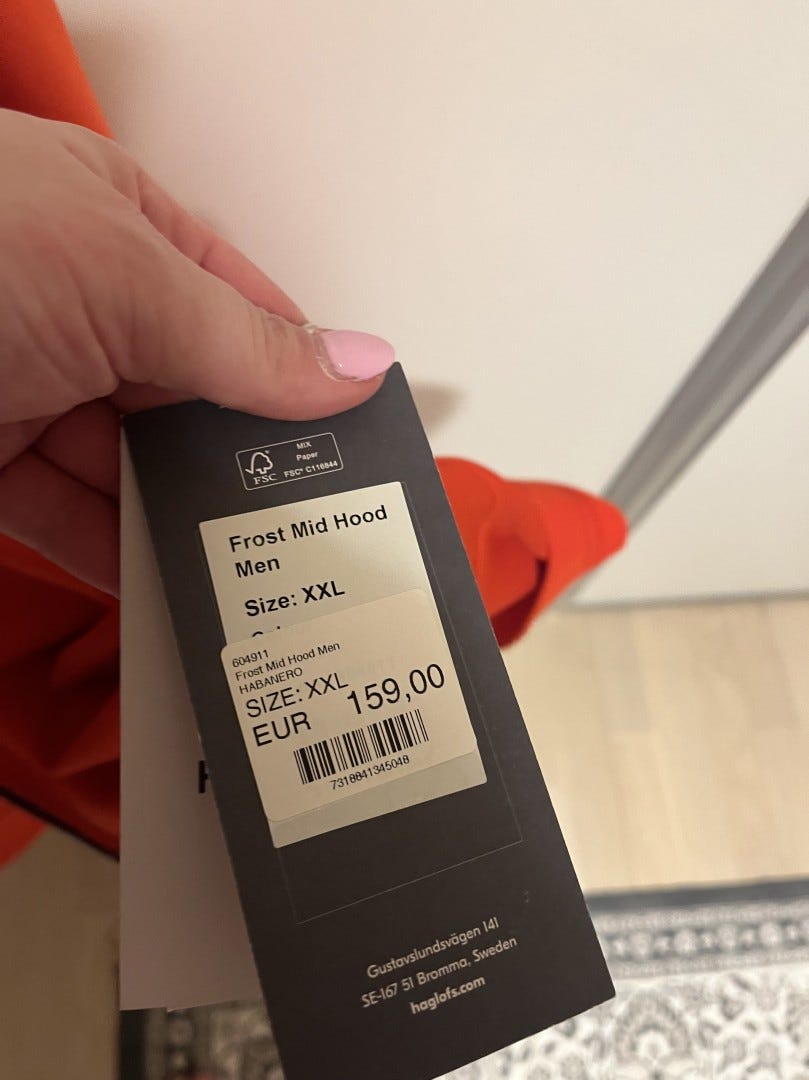 MIX
Paper
FSC
FSC® C116844
Frost Mid Hood
Men
Size: XXL
604911
Frost Mid Hood Men
HABANERO
SIZE: XXL
EUR 159,00
7318841345048
Gustavslundsvägen 141
SE-167 51 Bromma, Sweden
haglofs.com